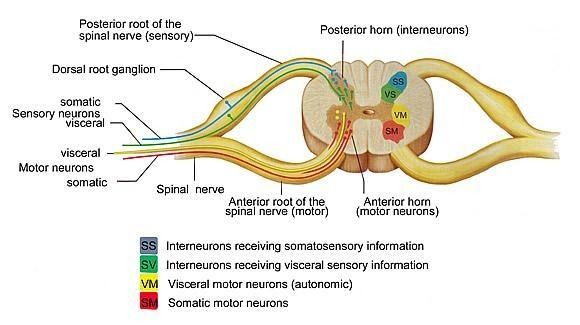 Posterior root of the
spinal nerve (sensory)
Posterior horn (interneurons)
Dorsal root ganglion
SS
VS
VM
SM
somatic
Sensory neurons
visceral
visceral
Motor neurons
somatic
Spinal nerve
Anterior root of the
spinal nerve (motor)
Anterior horn
(motor neurons)
SS Interneurons receiving somatosensory information
SV Interneurons receiving visceral sensory information
VM Visceral motor neurons (autonomic)
SM Somatic motor neurons